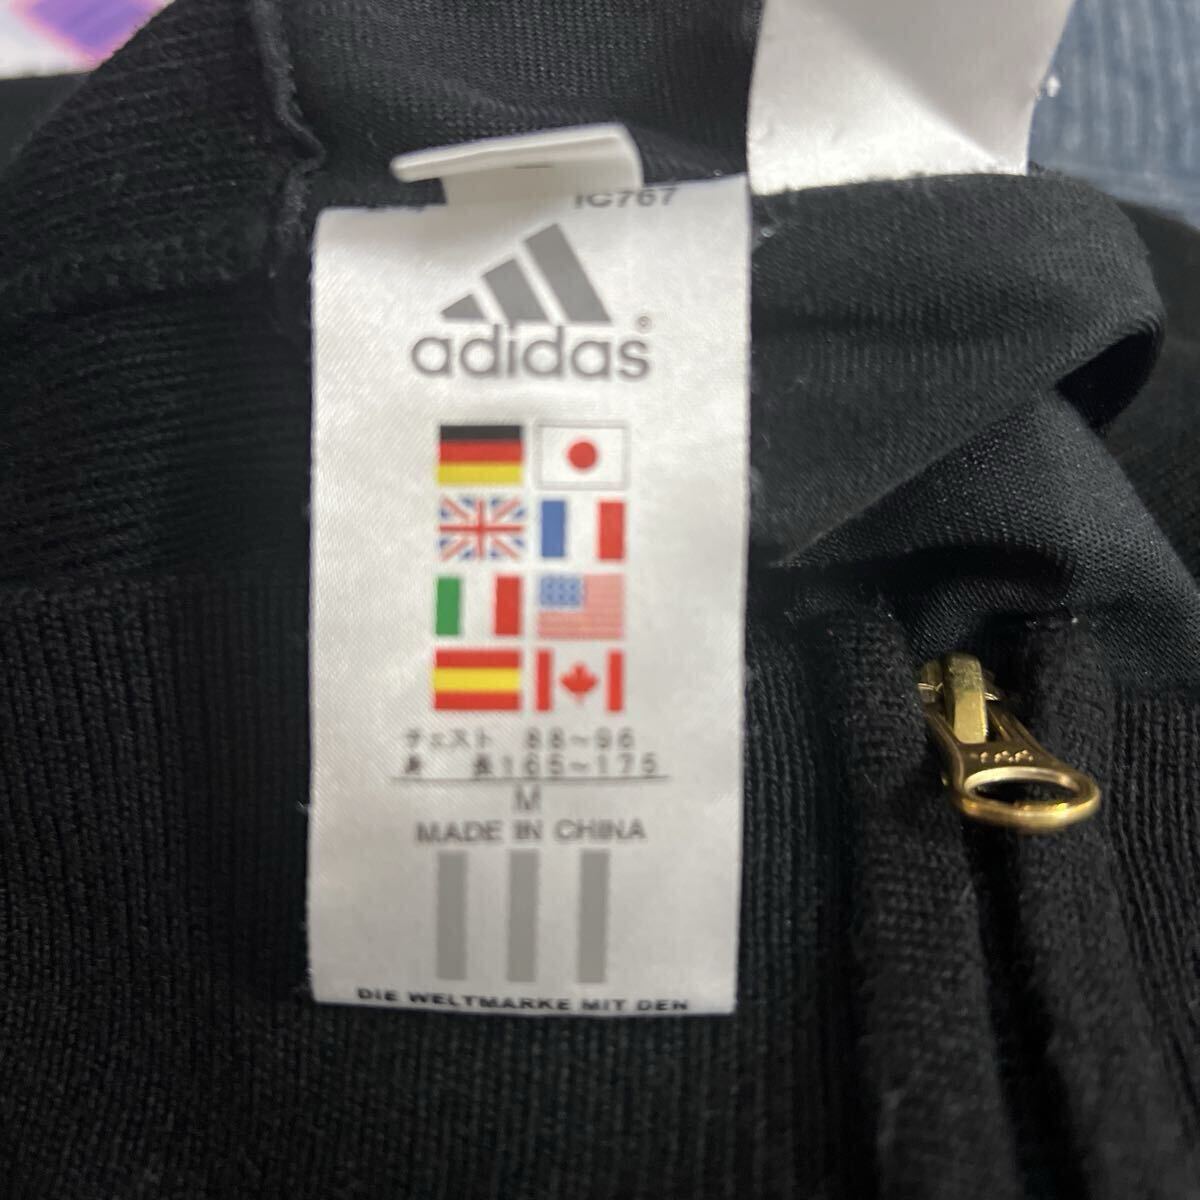 IC767
adidas®
チェスト 88～96
身 長165～175
M
MADE IN CHINA
DIE WELTMARKE MIT DEN